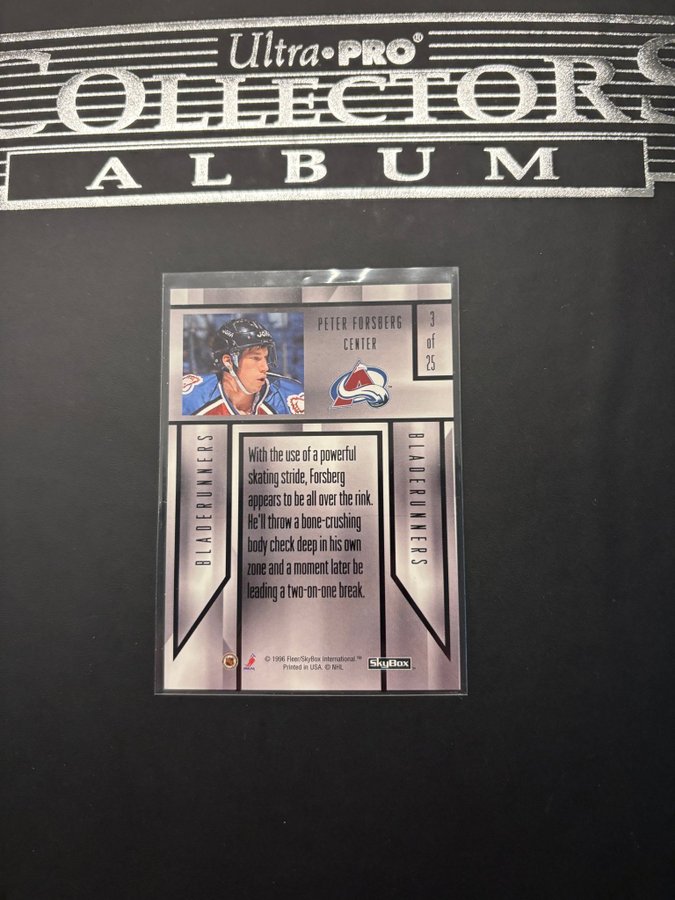 Ultra•PRO®
COLLECTORS
ALBUM
PETER FORSBERG
CENTER
3
of
25
BLADERUNNERS
With the use of a powerful
skating stride, Forsberg
appears to be all over the rink.
He'll throw a bone-crushing
body check deep in his own
zone and a moment later be
leading a two-on-one break.
BLADERUNNERS
© 1996 Fleer/SkyBox International.™
Printed in USA. © NHL
SkyBox